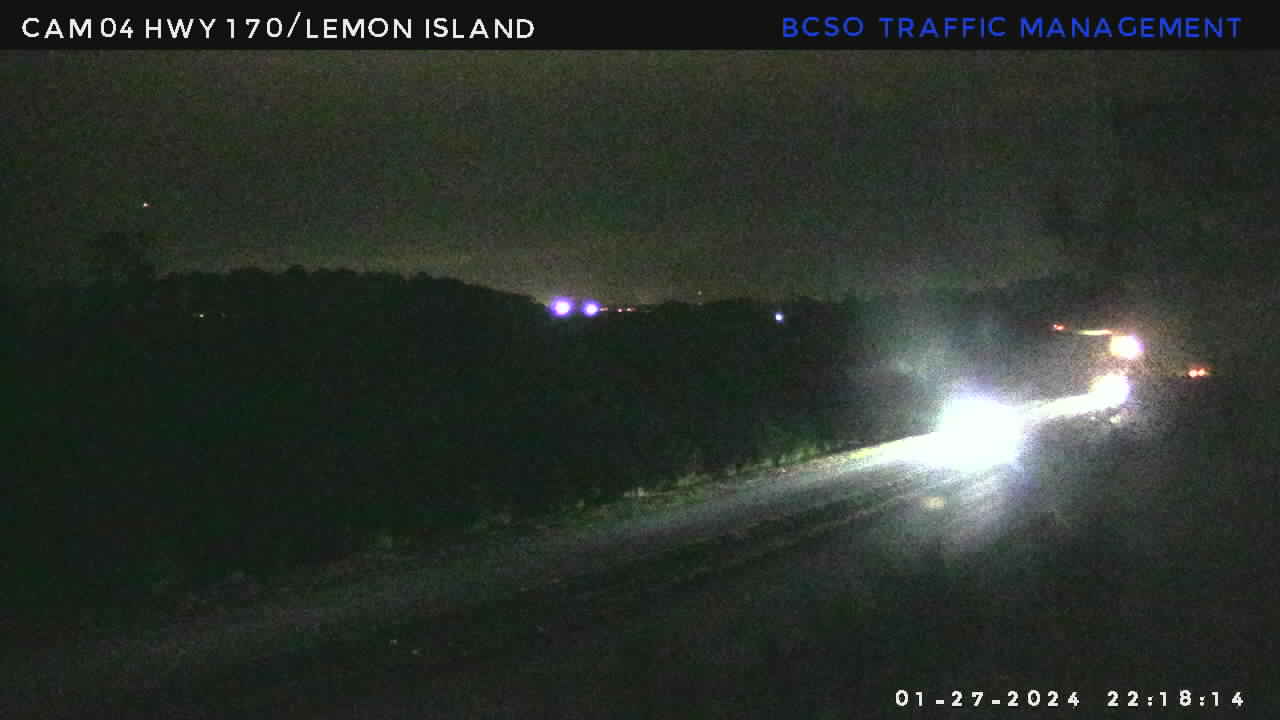 CAM04 HWY 170/LEMON ISLAND
BCSO TRAFFIC MANAGEMENT
01-27-2024 22:18:14